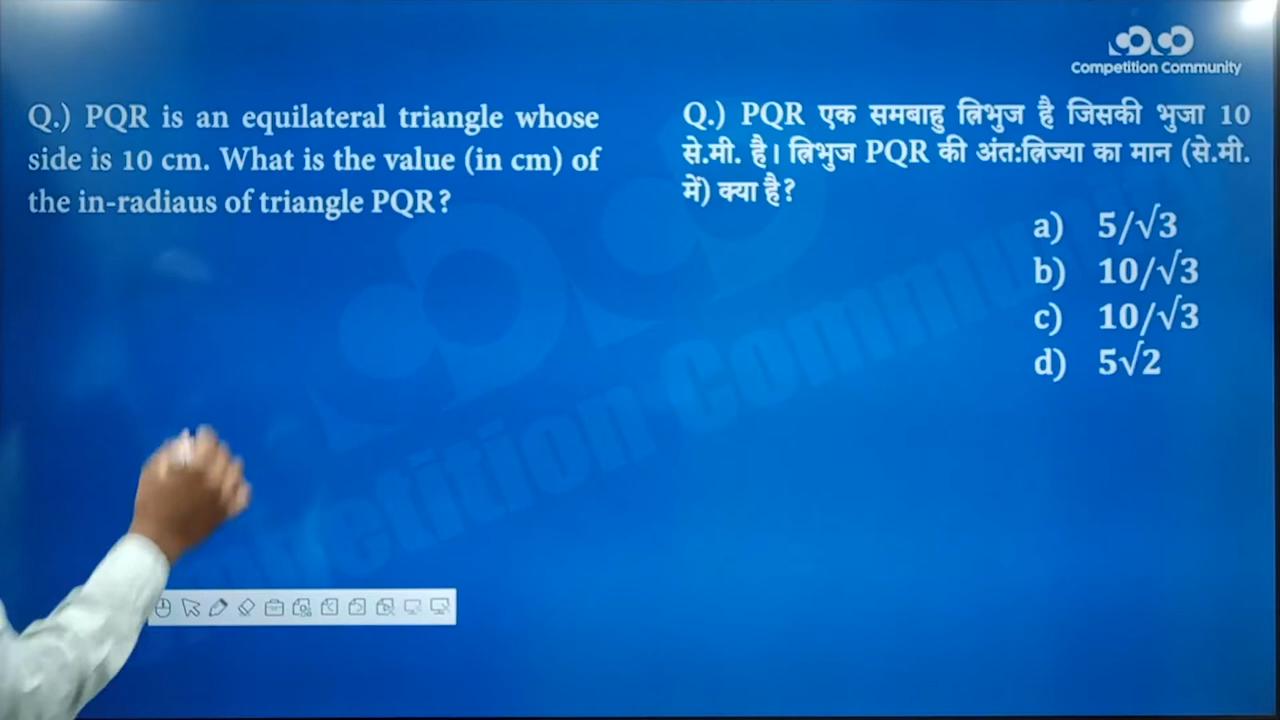 Competition Community
Q.) PQR is an equilateral triangle whose
side is 10 cm. What is the value (in cm) of
the in-radiaus of triangle PQR?
Q.) PQR एक समबाहु त्रिभुज है जिसकी भुजा 10
से.मी. है। त्रिभुज PQR की अंत:त्रिज्या का मान (से.मी.
में) क्या है?
a) 5/√3
b) 10/√3
c) 10/√3
d) 5√2
Competition Community